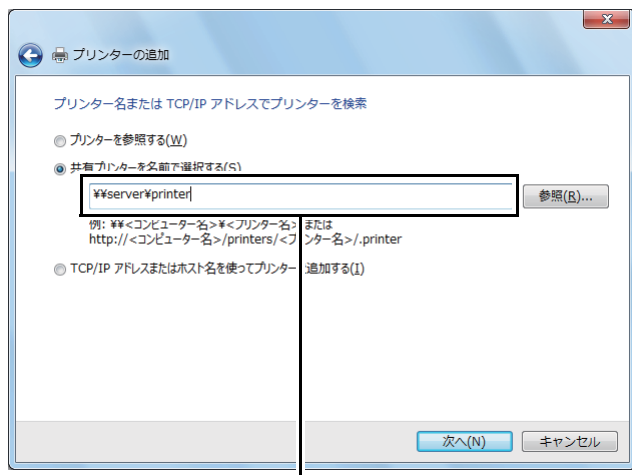 プリンターの追加
プリンター名または TCP/IP アドレスでプリンターを検索
プリンターを参照する(W)
共有プリンターを名前で選択する(S)
¥¥server¥printer
参照(R)...
例: ¥¥<コンピューター名>¥<プリンター名> または
http://<コンピューター名>/printers/<プリンター名>/.printer
TCP/IP アドレスまたはホスト名を使ってプリンター 追加する(I)
次へ(N)
キャンセル